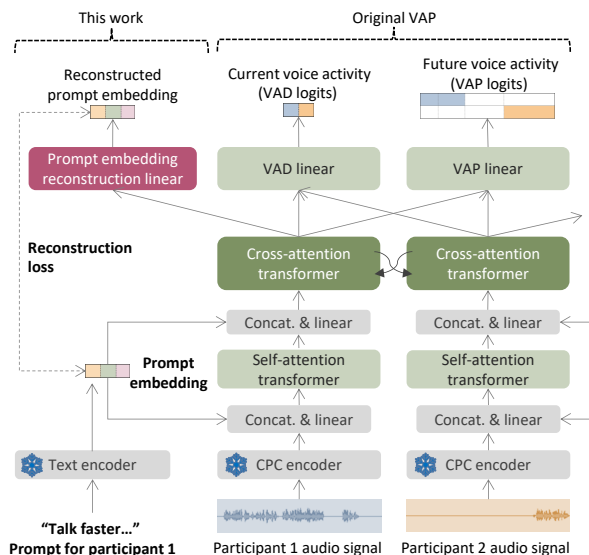 This work
Original VAP
Reconstructed
prompt embedding
Current voice activity
(VAD logits)
Future voice activity
(VAP logits)
Prompt embedding
reconstruction linear
VAD linear
VAP linear
Reconstruction
loss
Cross-attention
transformer
Cross-attention
transformer
Concat. & linear
Concat. & linear
Prompt
embedding
Self-attention
transformer
Self-attention
transformer
Concat. & linear
Concat. & linear
Text encoder
CPC encoder
CPC encoder
“Talk faster…”
Prompt for participant 1
Participant 1 audio signal
Participant 2 audio signal